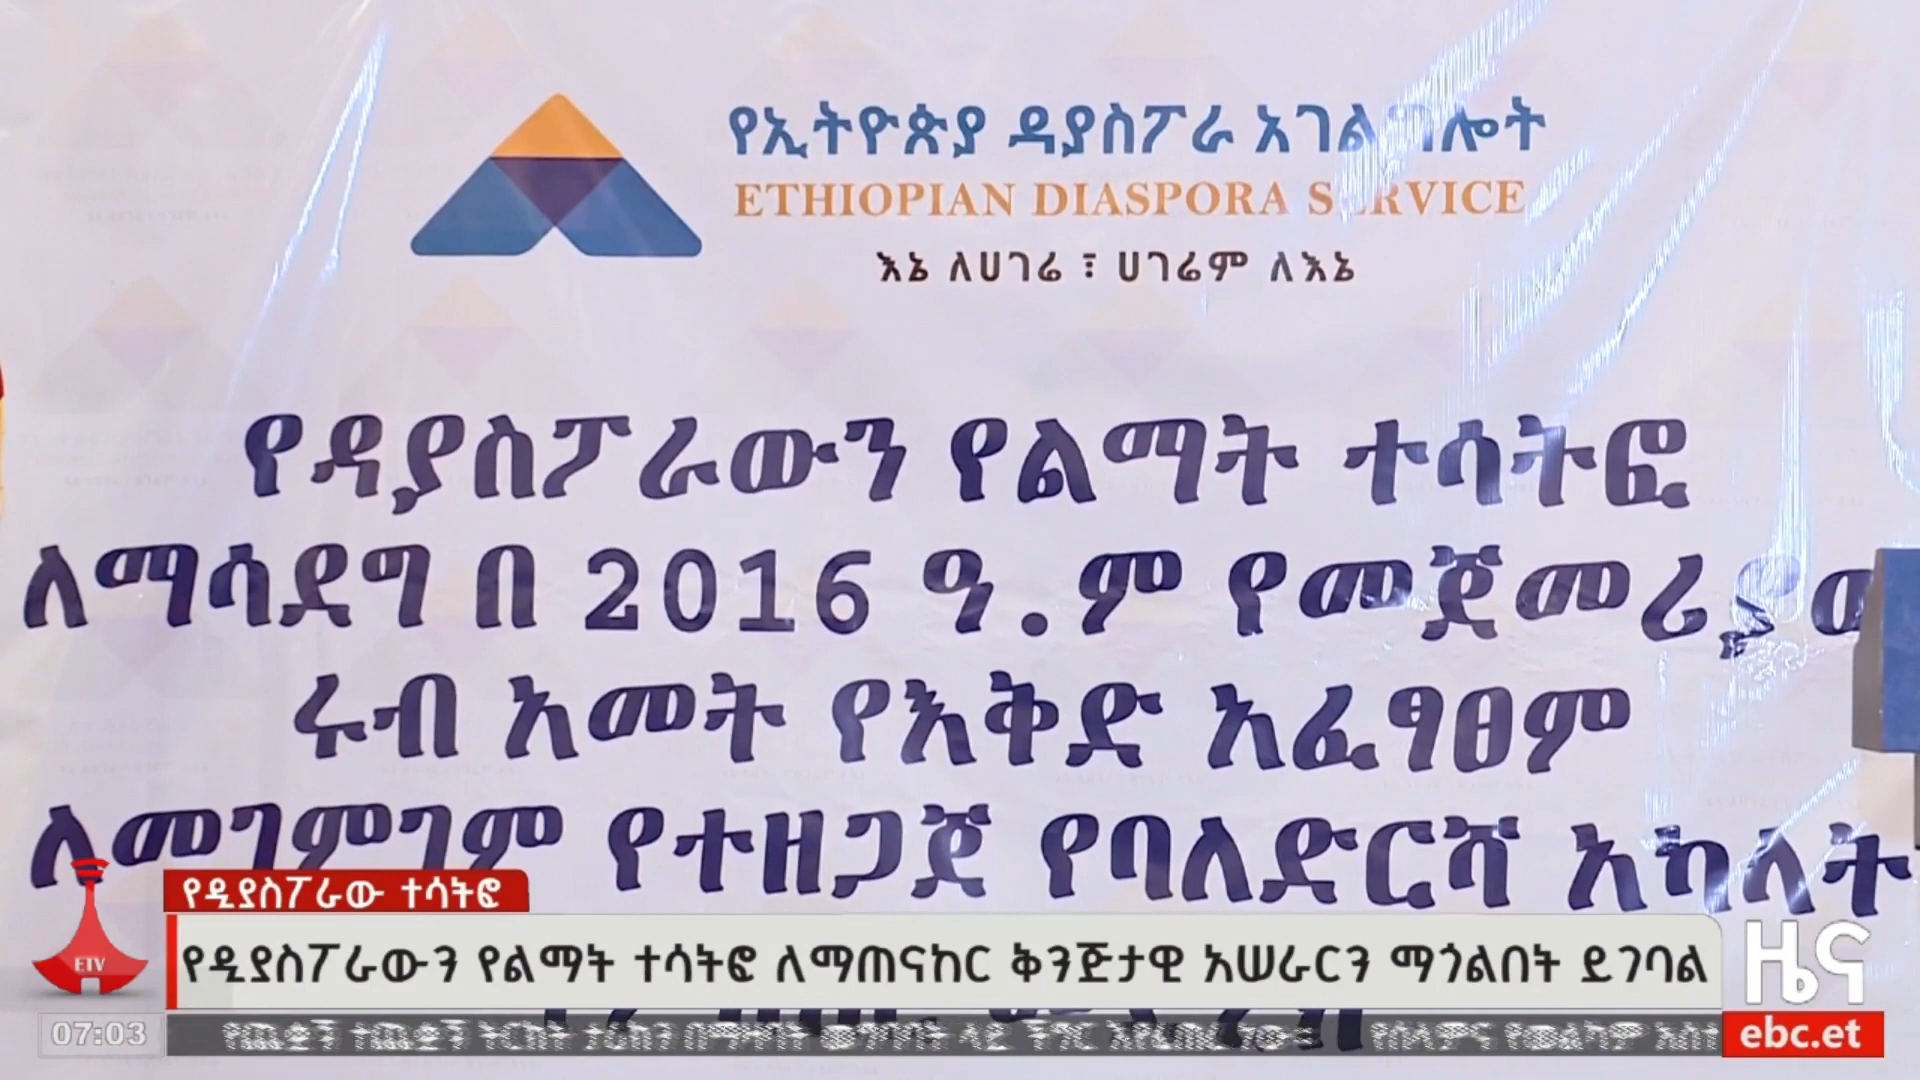 የኢትዮጵያ ዳያስፖራ አገልግሎት
ETHIOPIAN DIASPORA SERVICE
እኔ ለሀገሬ ፣ ሀገሬም ለእኔ
የዳያስፖራውን የልማት ተሳትፎ
ለማሳደግ በ 2016 ዓ.ም የመጀመሪያው
ሩብ አመት የእቅድ አፈፃፀም
ለመገምገም የተዘጋጀ የባለድርሻ አካላት
የዲያስፖራው ተሳትፎ
የዲያስፖራውን የልማት ተሳትፎ ለማጠናከር ቅንጅታዊ አሠራርን ማጎልበት ይገባል
ETV
ዜና
07:03
ebc.et